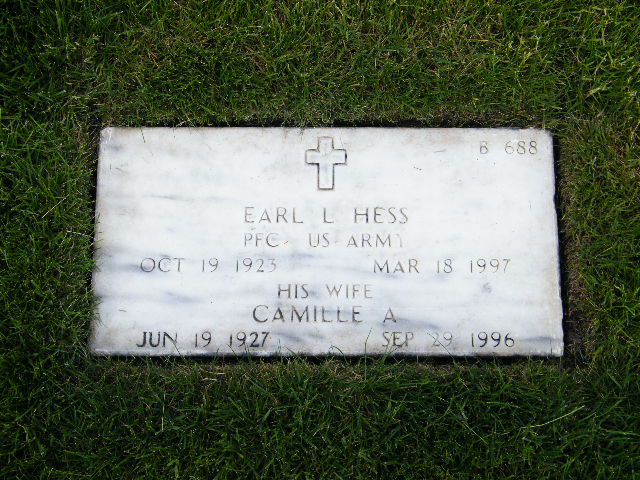 B 688
EARL L HESS
PFC US ARMY
OCT 19 1923 MAR 18 1997
HIS WIFE
CAMILLE A
JUN 19 1927 SEP 29 1996